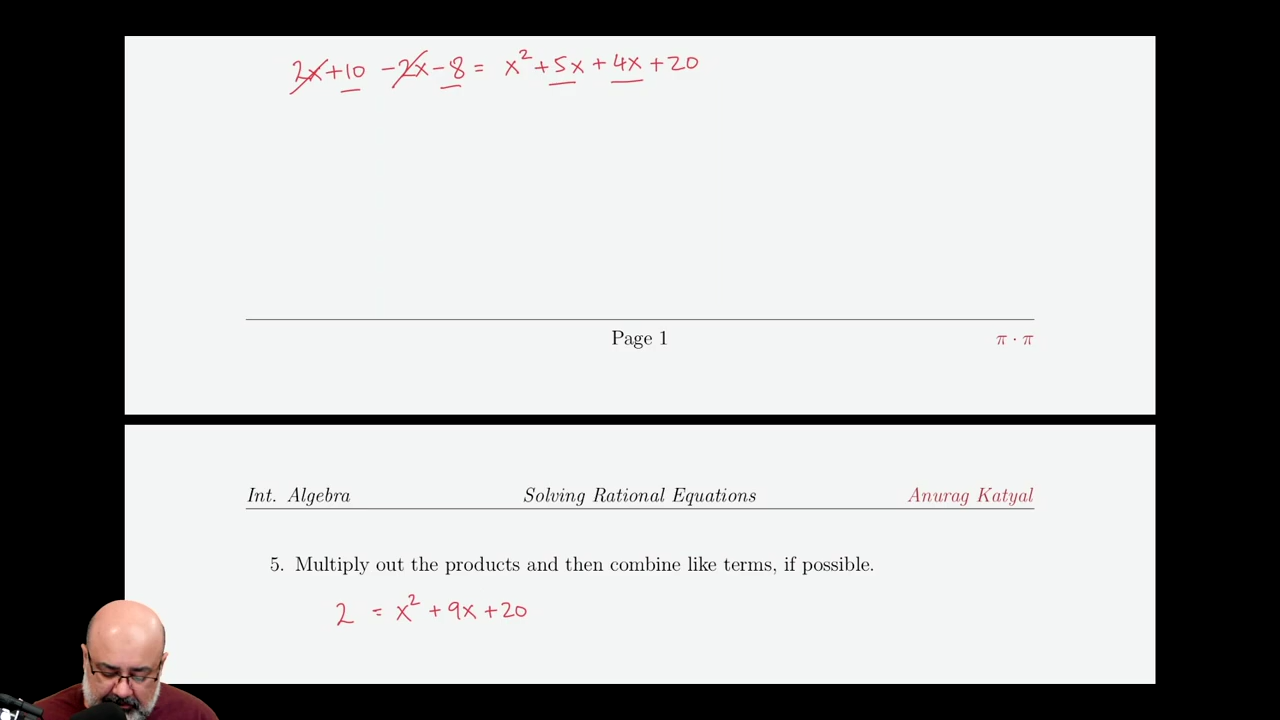 2x+10 -2x-8 = x² +5x +4x +20
Page 1 π · π
Int. Algebra Solving Rational Equations Anurag Katyal
5. Multiply out the products and then combine like terms, if possible.
2 = x² +9x +20